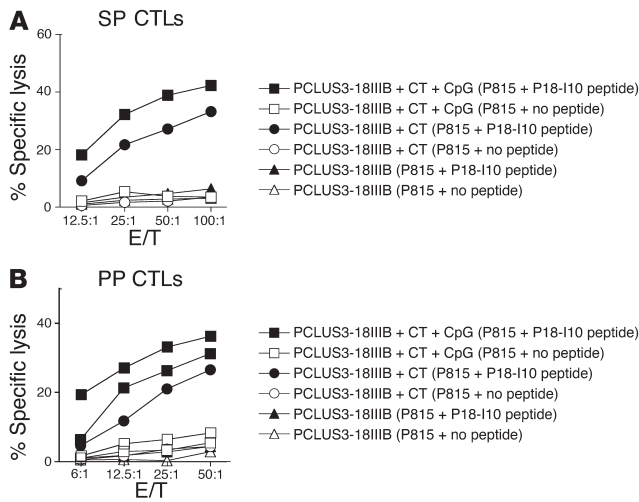 A
SP CTLs
60
40
20
0
% Specific lysis
12.5:1 25:1 50:1 100:1
E/T
PCLUS3-18IIIB + CT + CpG (P815 + P18-I10 peptide)
PCLUS3-18IIIB + CT + CpG (P815 + no peptide)
PCLUS3-18IIIB + CT (P815 + P18-I10 peptide)
PCLUS3-18IIIB + CT (P815 + no peptide)
PCLUS3-18IIIB (P815 + P18-I10 peptide)
PCLUS3-18IIIB (P815 + no peptide)
B
PP CTLs
40
20
0
% Specific lysis
6:1 12.5:1 25:1 50:1
E/T
PCLUS3-18IIIB + CT + CpG (P815 + P18-I10 peptide)
PCLUS3-18IIIB + CT + CpG (P815 + no peptide)
PCLUS3-18IIIB + CT (P815 + P18-I10 peptide)
PCLUS3-18IIIB + CT (P815 + no peptide)
PCLUS3-18IIIB (P815 + P18-I10 peptide)
PCLUS3-18IIIB (P815 + no peptide)